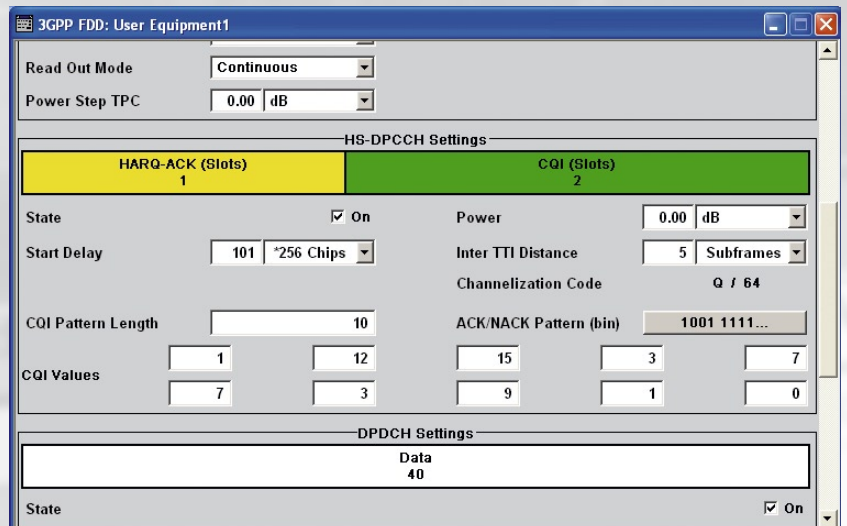 3GPP FDD: User Equipment1
Read Out Mode Continuous
Power Step TPC 0.00 dB
HS-DPCCH Settings
HARQ-ACK (Slots) CQI (Slots)
1 2
State On Power 0.00 dB
Start Delay 101 *256 Chips Inter TTI Distance 5 Subframes
Channelization Code Q / 64
CQI Pattern Length 10 ACK/NACK Pattern (bin) 1001 1111...
CQI Values
1 12 15 3 7
7 3 9 1 0
DPDCH Settings
Data
40
State On